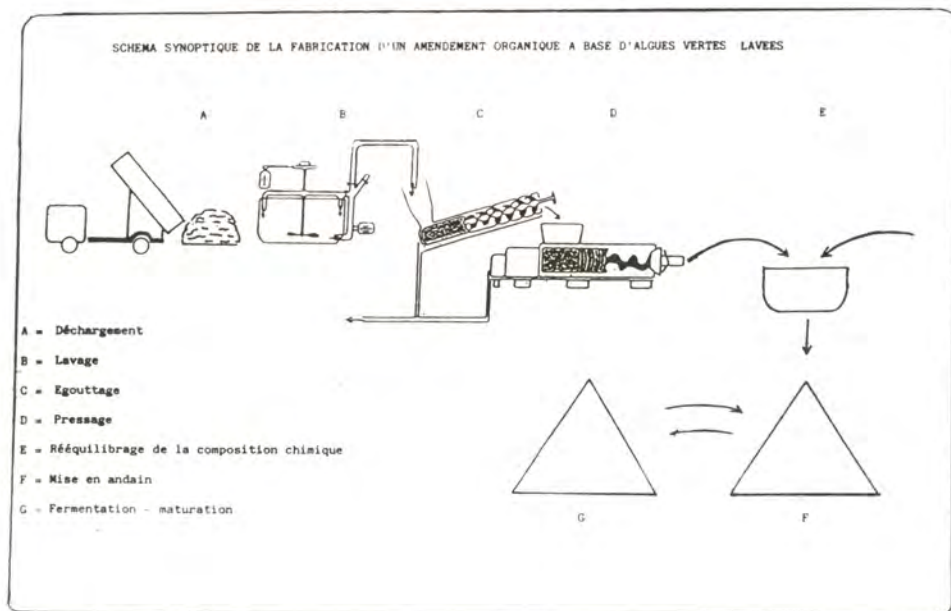 SCHEMA SYNOPTIQUE DE LA FABRICATION D'UN AMENDEMENT ORGANIQUE A BASE D'ALGUES VERTES LAVEES
A B C D E
A = Déchargement
B = Lavage
C = Egouttage
D = Pressage
E = Rééquilibrage de la composition chimique
F = Mise en andain
G = Fermentation - maturation
G F